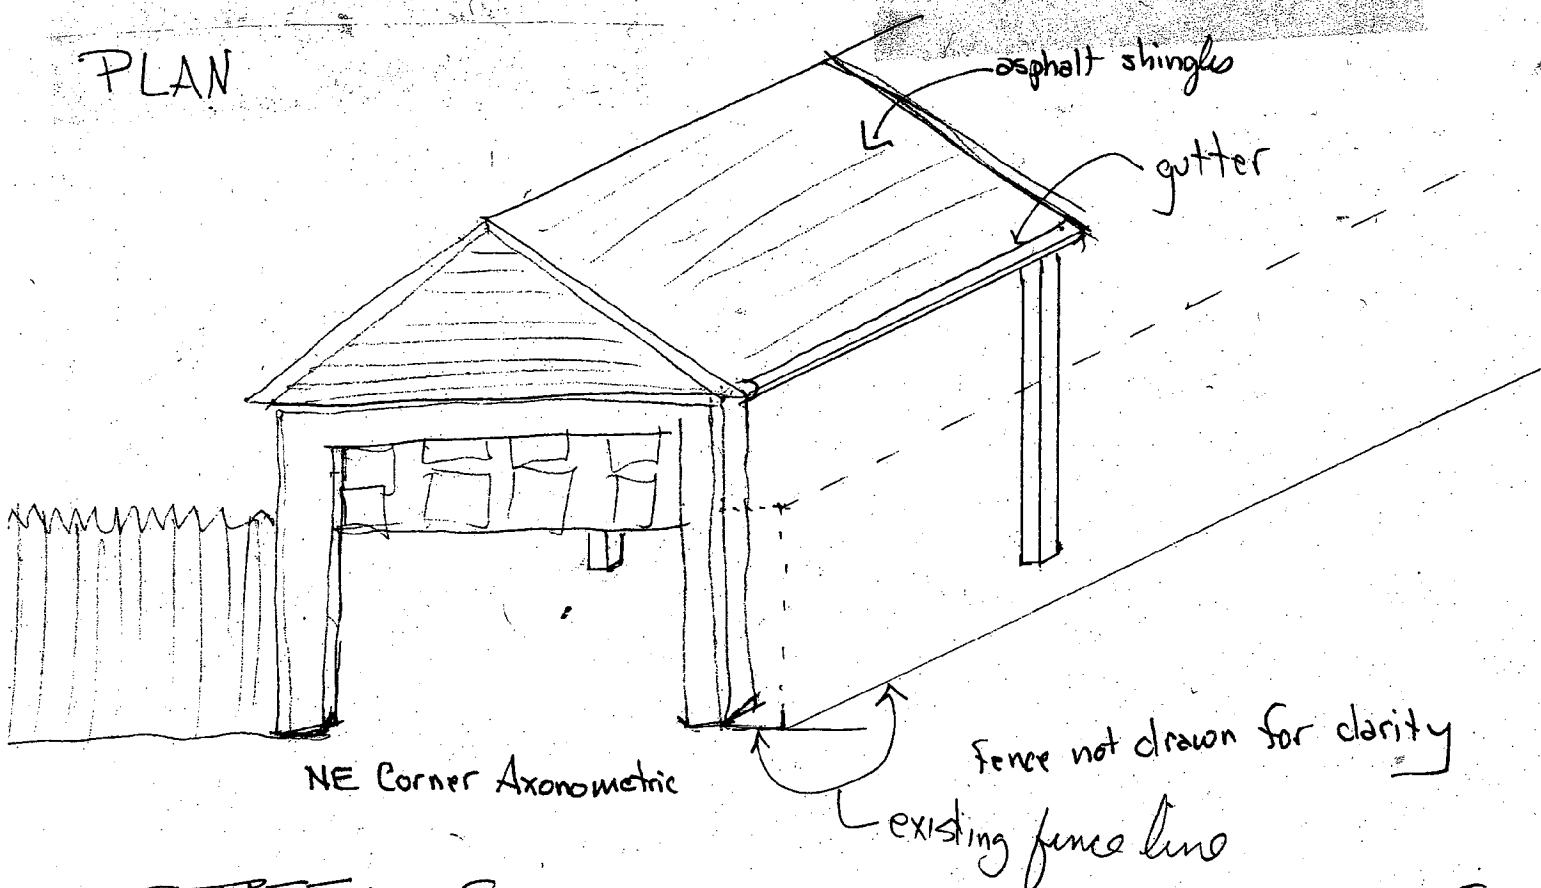 PLAN
asphalt shingles
gutter
NE Corner Axonometric
Fence not drawn for clarity
existing fence line